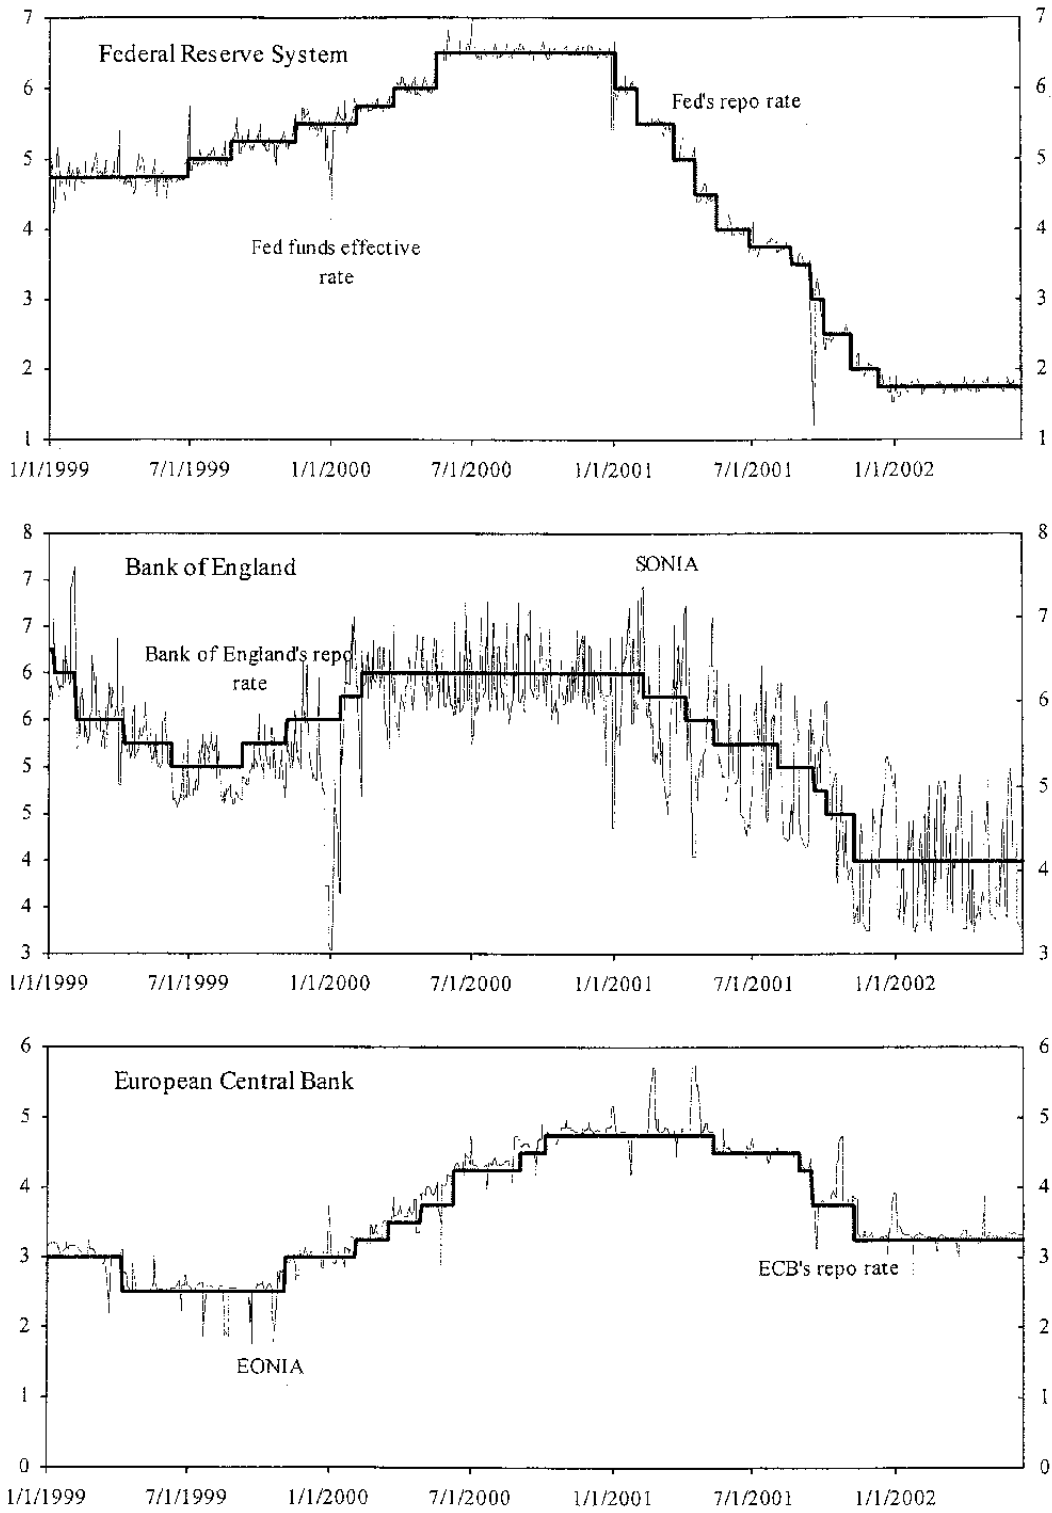 7 7
Federal Reserve System
6 6
Fed's repo rate
5 5
4 4
Fed funds effective
rate
3 3
2 2
1 1
1/1/1999 7/1/1999 1/1/2000 7/1/2000 1/1/2001 7/1/2001 1/1/2002
8 8
Bank of England SONIA
7
7 7
Bank of England's repo
rate
6
6 6
5
5 5
4 4
4
3 3
1/1/1999 7/1/1999 1/1/2000 7/1/2000 1/1/2001 7/1/2001 1/1/2002
6 6
European Central Bank
5 5
4 4
3 3
ECB's repo rate
2 2
EONIA
1 1
0 0
1/1/1999 7/1/1999 1/1/2000 7/1/2000 1/1/2001 7/1/2001 1/1/2002